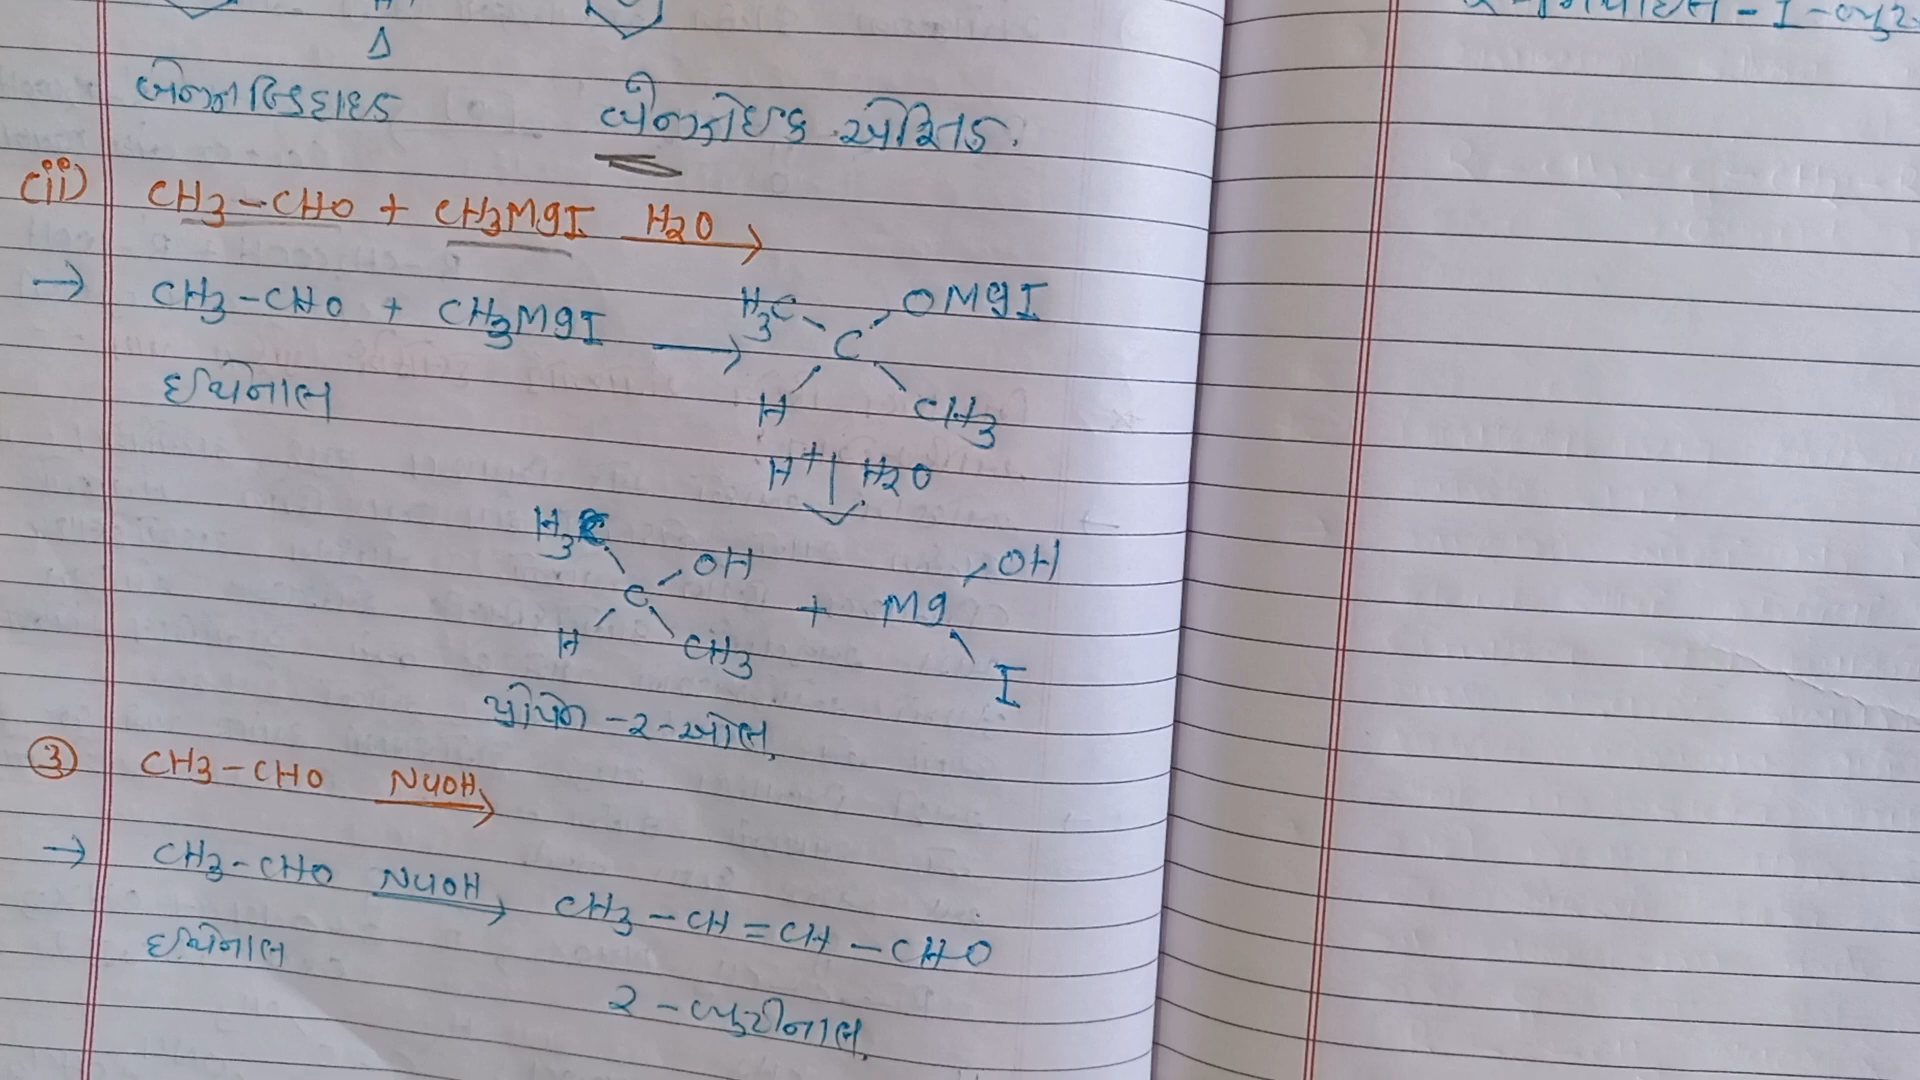 Δ
બેન્ઝાલ્ડિહાઇડ બેન્ઝોઇક એસિડ.
(ii) CH3-CHO + CH3MgI H2O →
→ CH3-CHO + CH3MgI → H3C OMgI
C
ઇથેનાલ H CH3
H+ | H2O
H3C OH OH
C + Mg
H CH3 I
પ્રોપેન-2-ઓલ.
③ CH3-CHO NaOH →
→ CH3-CHO NaOH → CH3-CH=CH-CHO
ઇથેનાલ
2-બ્યુટીનાલ.